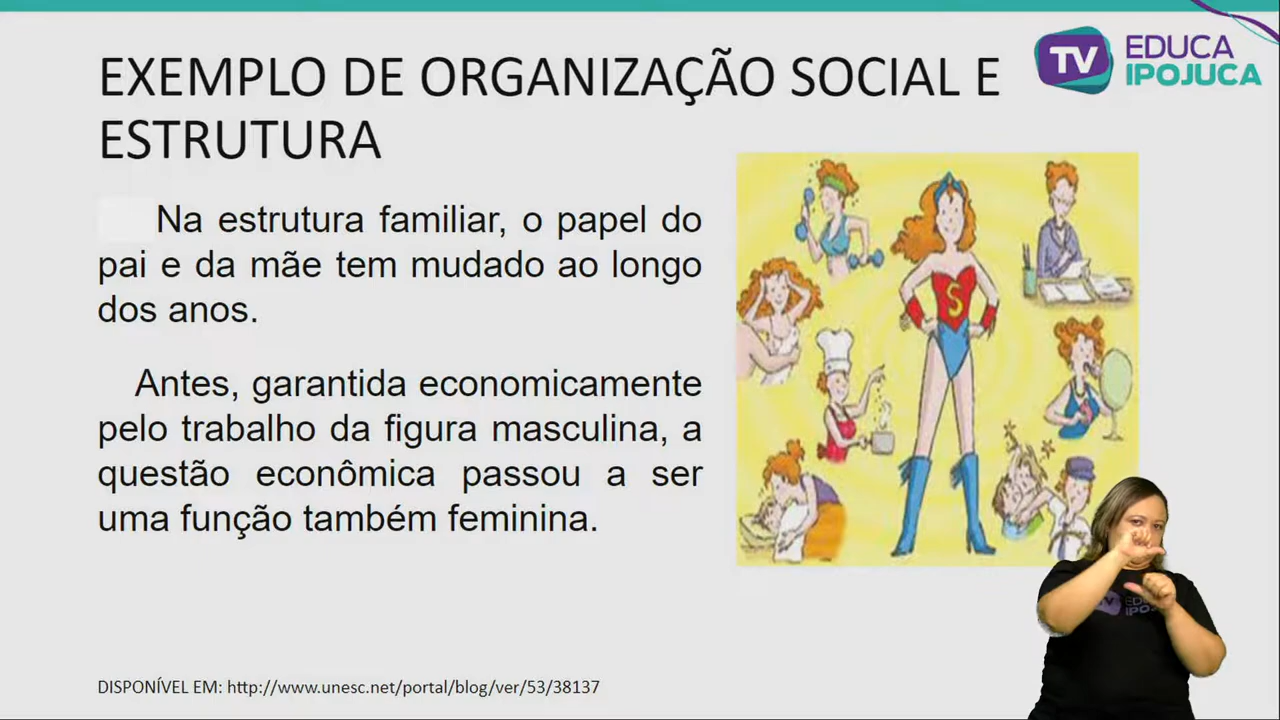 EXEMPLO DE ORGANIZAÇÃO SOCIAL E
ESTRUTURA
TV EDUCA
IPOJUCA
Na estrutura familiar, o papel do
pai e da mãe tem mudado ao longo
dos anos.
Antes, garantida economicamente
pelo trabalho da figura masculina, a
questão econômica passou a ser
uma função também feminina.
S
DISPONÍVEL EM: http://www.unesc.net/portal/blog/ver/53/38137